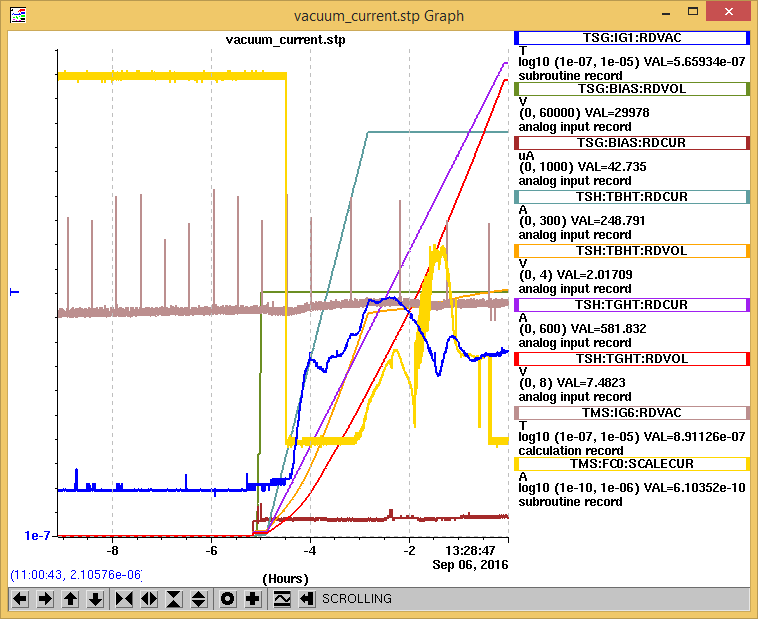 vacuum_current.stp Graph
vacuum_current.stp
TSG:IG1:RDVAC
T
log10 (1e-07, 1e-05) VAL=5.65934e-07
subroutine record
TSG:BIAS:RDVOL
V
(0, 60000) VAL=29978
analog input record
TSG:BIAS:RDCUR
uA
(0, 1000) VAL=42.735
analog input record
TSH:TBHT:RDCUR
A
(0, 300) VAL=248.791
analog input record
TSH:TBHT:RDVOL
V
(0, 4) VAL=2.01709
analog input record
TSH:TGHT:RDCUR
A
(0, 600) VAL=581.832
analog input record
TSH:TGHT:RDVOL
V
(0, 8) VAL=7.4823
analog input record
TMS:IG6:RDVAC
T
log10 (1e-07, 1e-05) VAL=8.91126e-07
calculation record
TMS:FC0:SCALECUR
A
log10 (1e-10, 1e-06) VAL=6.10352e-10
subroutine record
T
1e-7
-8 -6 -4 -2 13:28:47
Sep 06, 2016
(11:00:43, 2.10576e-06)
(Hours)
SCROLLING